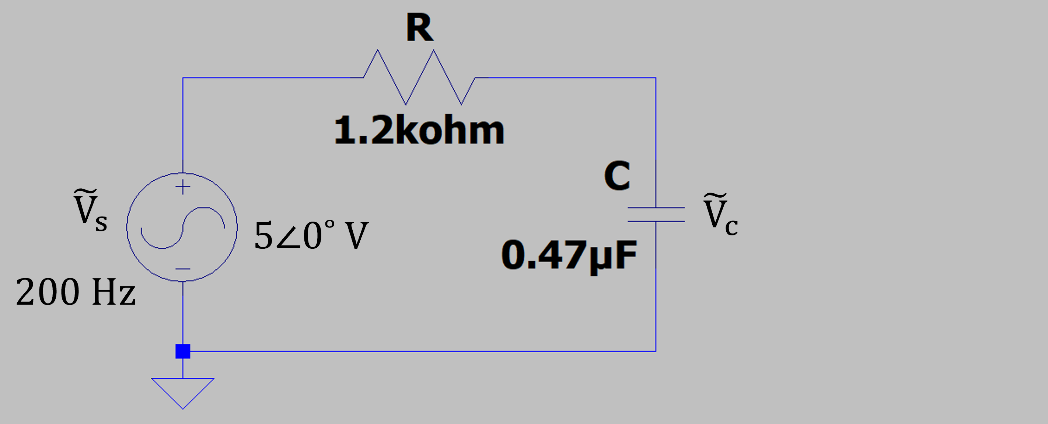 R
1.2kohm
C
Ṽs
Ṽc
5∠0° V
0.47µF
200 Hz